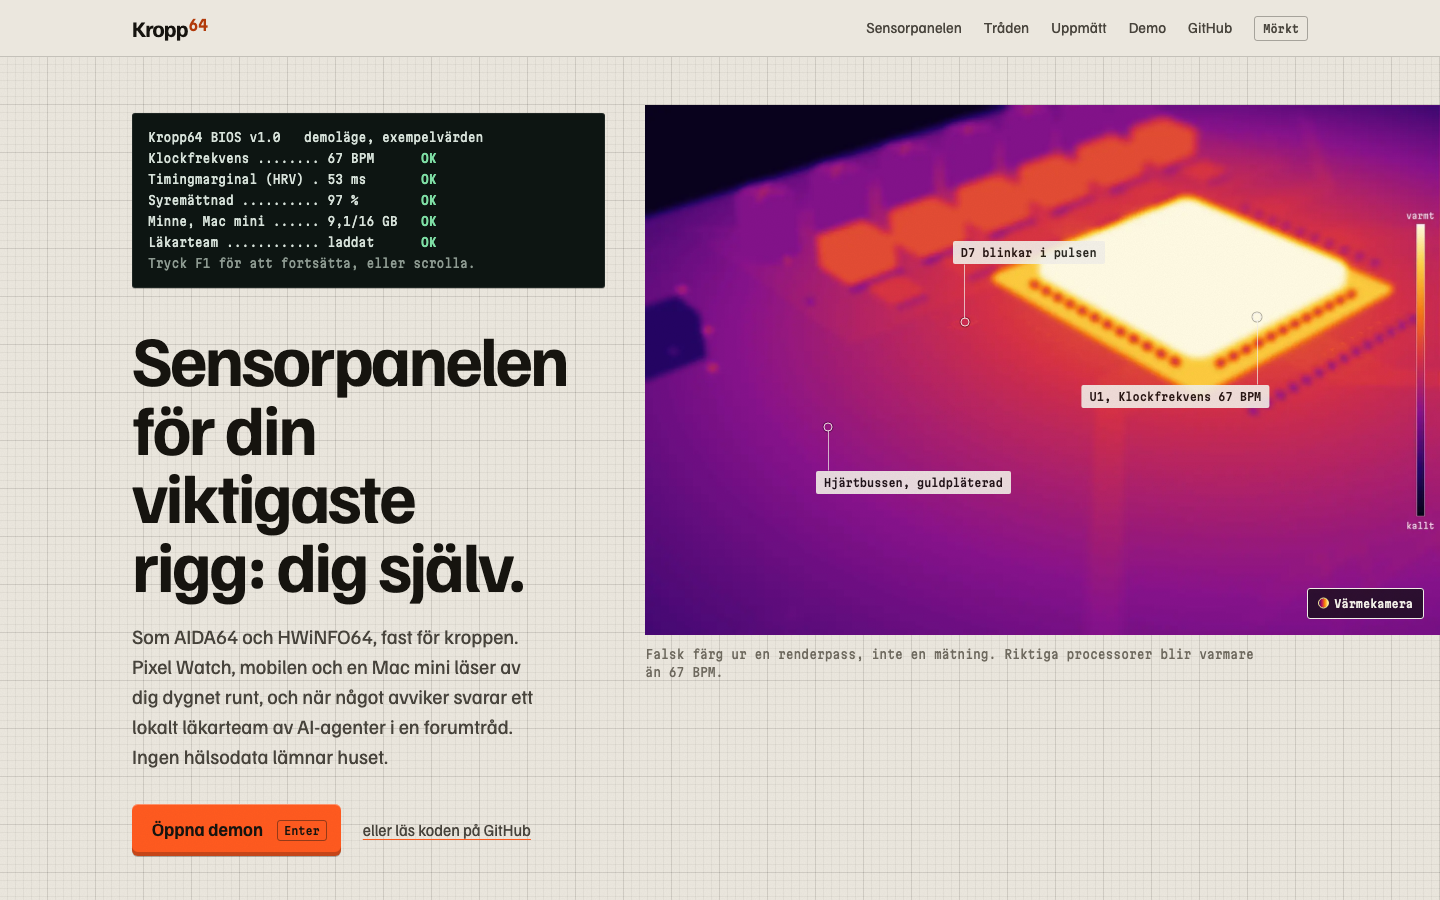 Kropp64
Sensorpanelen Tråden Uppmätt Demo GitHub Mörkt
Kropp64 BIOS v1.0 demoläge, exempelvärden
Klockfrekvens ........ 67 BPM OK
Timingmarginal (HRV) . 53 ms OK
Syremättnad .......... 97 % OK
Minne, Mac mini ...... 9,1/16 GB OK
Läkarteam ............ laddat OK
Tryck F1 för att fortsätta, eller scrolla.
Sensorpanelen
för din
viktigaste
rigg: dig själv.
Som AIDA64 och HWiNFO64, fast för kroppen.
Pixel Watch, mobilen och en Mac mini läser av
dig dygnet runt, och när något avviker svarar ett
lokalt läkarteam av AI-agenter i en forumtråd.
Ingen hälsodata lämnar huset.
Öppna demon Enter
eller läs koden på GitHub
varmt
D7 blinkar i pulsen
U1, Klockfrekvens 67 BPM
Hjärtbussen, guldpläterad
kallt
Värmekamera
Falsk färg ur en renderpass, inte en mätning. Riktiga processorer blir varmare
än 67 BPM.